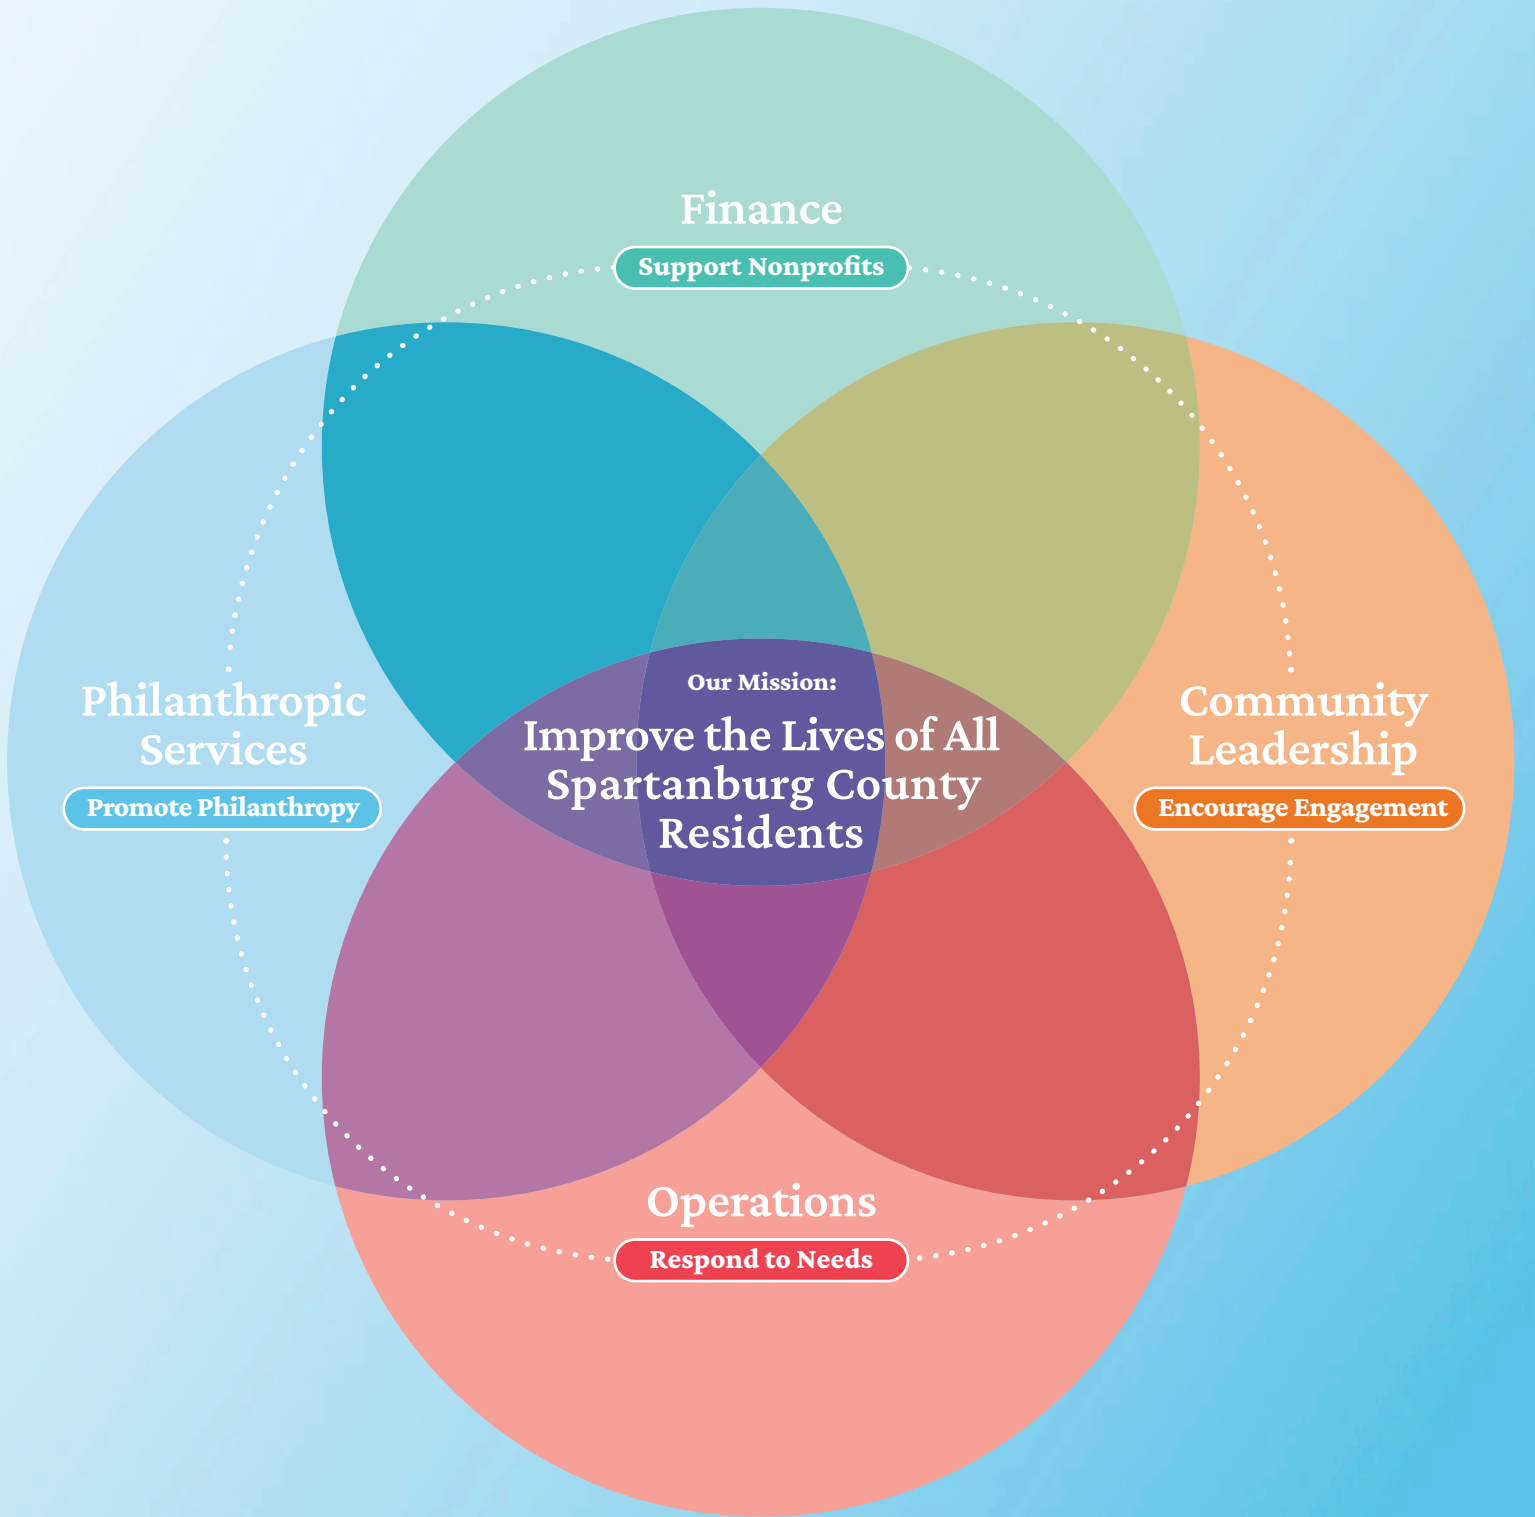 Finance
Support Nonprofits
Philanthropic
Services
Promote Philanthropy
Our Mission:
Improve the Lives of All
Spartanburg County
Residents
Community
Leadership
Encourage Engagement
Operations
Respond to Needs